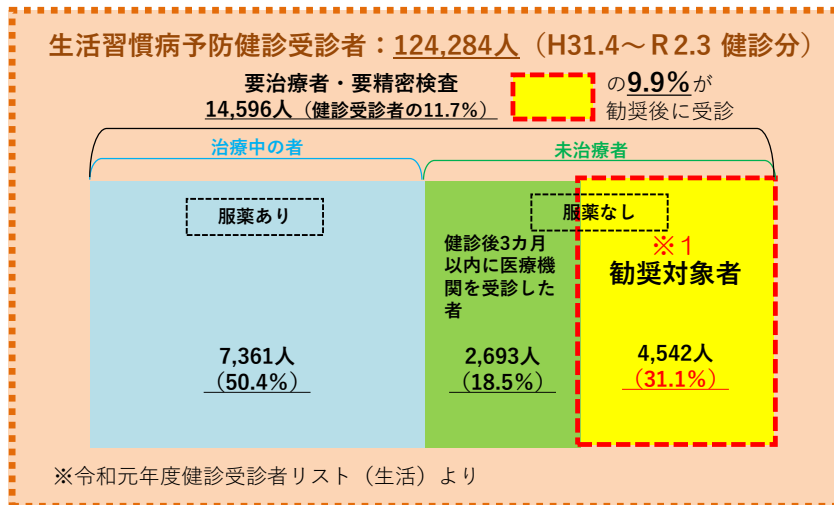 生活習慣病予防健診受診者：124,284人（H31.4～Ｒ2.3 健診分）
要治療者・要精密検査
14,596人（健診受診者の11.7％）
の9.9%が
勧奨後に受診
治療中の者
未治療者
服薬あり
服薬なし
健診後3カ月
以内に医療機
関を受診した
者
※１
勧奨対象者
7,361人
（50.4%）
2,693人
（18.5%）
4,542人
（31.1%）
※令和元年度健診受診者リスト（生活）より